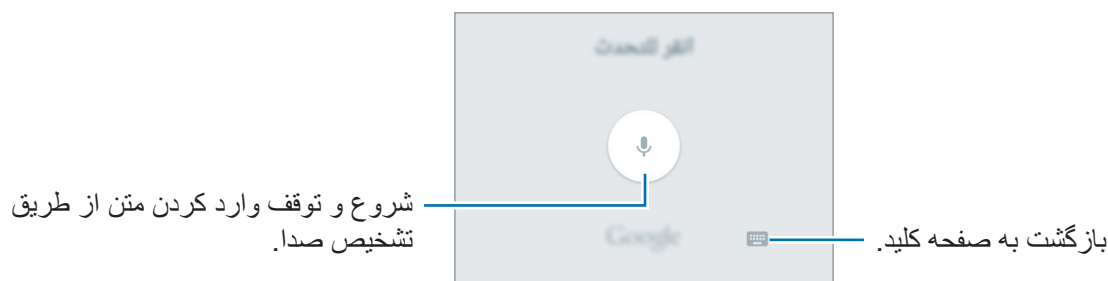 انقر للتحدث
شروع و توقف وارد کردن متن از طریق
تشخیص صدا.
Google
بازگشت به صفحه کلید.